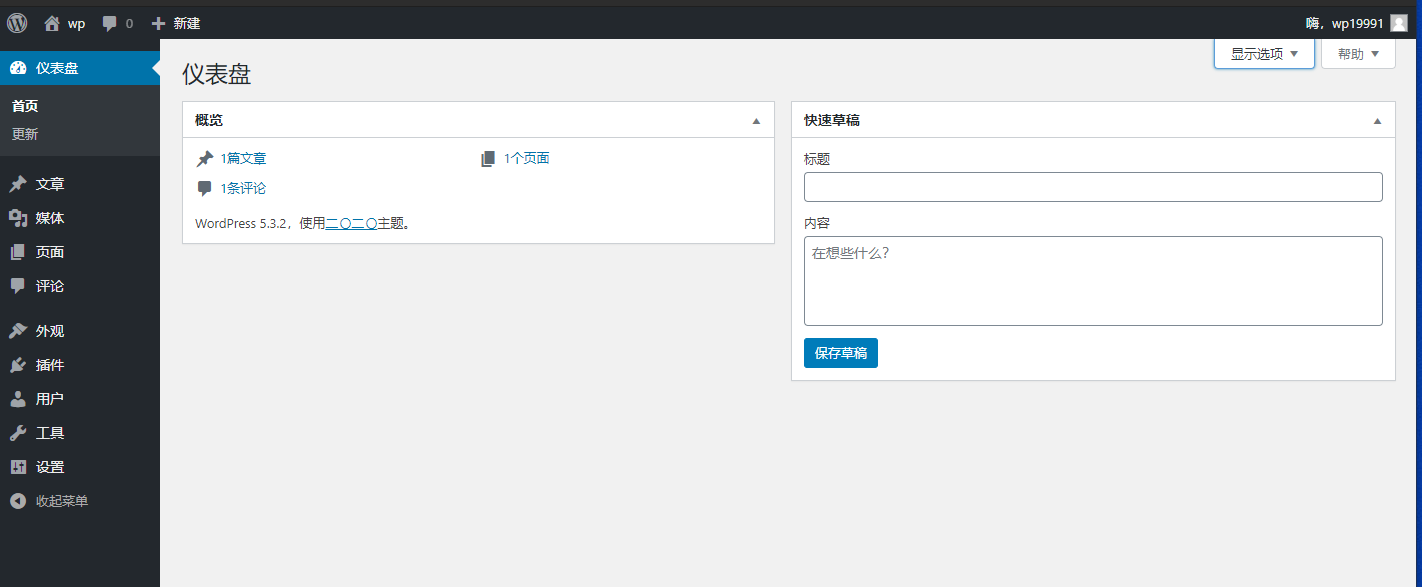 wp 0 新建 嗨，wp19991
仪表盘
首页
更新
文章
媒体
页面
评论
外观
插件
用户
工具
设置
收起菜单
显示选项 帮助
仪表盘
概览
1篇文章 1个页面
1条评论
WordPress 5.3.2，使用二〇二〇主题。
快速草稿
标题
内容
在想些什么？
保存草稿